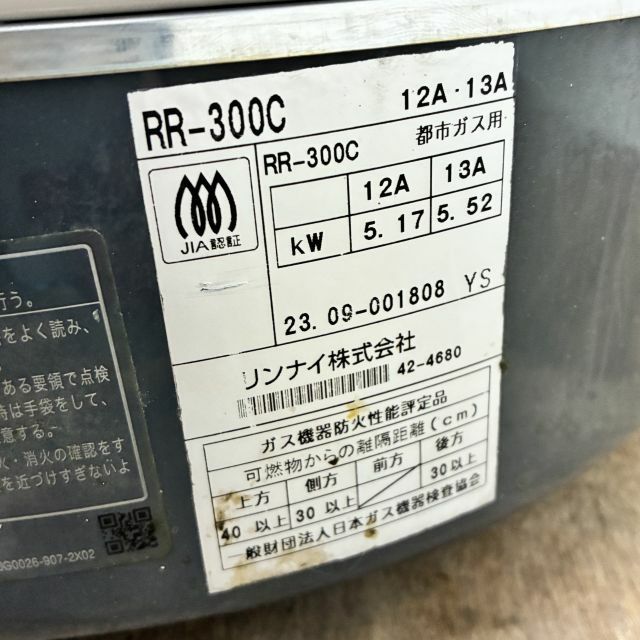 RR-300C 12A・13A
都市ガス用
RR-300C
12A 13A
kW 5.17 5.52
JIA認証
23.09-001808 YS
リンナイ株式会社
42-4680
ガス機器防火性能評定品
可燃物からの離隔距離(cm)
上方 側方 前方 後方
40以上 30以上 30以上
一般財団法人日本ガス機器検査協会
行う。
をよく読み、
ある要領で点検
時は手袋をして、
意する。
火・消火の確認をす
を近づけすぎないよ
0026-907-2X02